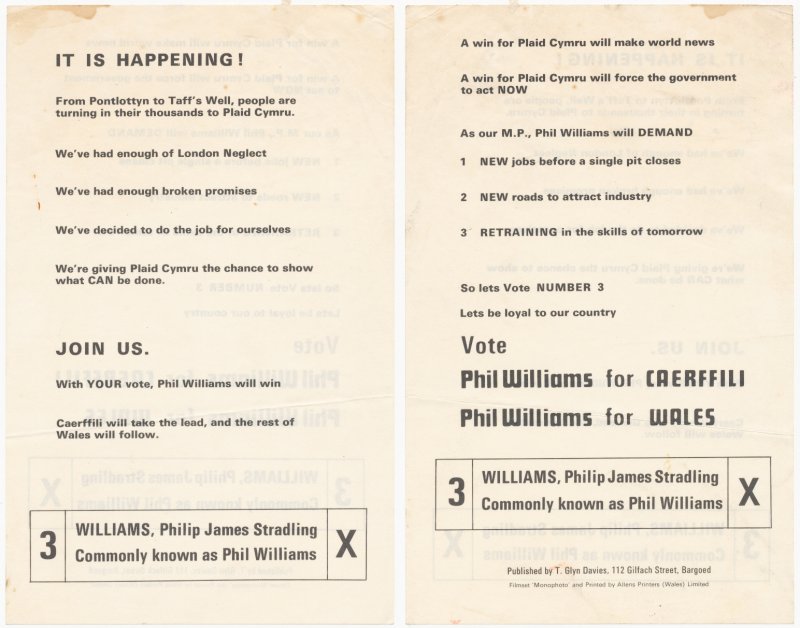 IT IS HAPPENING!
From Pontlottyn to Taff's Well, people are
turning in their thousands to Plaid Cymru.
We've had enough of London Neglect
We've had enough broken promises
We've decided to do the job for ourselves
We're giving Plaid Cymru the chance to show
what CAN be done.
JOIN US.
With YOUR vote, Phil Williams will win
Caerffili will take the lead, and the rest of
Wales will follow.
3 WILLIAMS, Philip James Stradling X
Commonly known as Phil Williams
A win for Plaid Cymru will make world news
A win for Plaid Cymru will force the government
to act NOW
As our M.P., Phil Williams will DEMAND
1 NEW jobs before a single pit closes
2 NEW roads to attract industry
3 RETRAINING in the skills of tomorrow
So lets Vote NUMBER 3
Lets be loyal to our country
Vote
Phil Williams for CAERFFILI
Phil Williams for WALES
3 WILLIAMS, Philip James Stradling X
Commonly known as Phil Williams
Published by T. Glyn Davies, 112 Gilfach Street, Bargoed
Filmset 'Monophoto' and Printed by Allens Printers (Wales) Limited